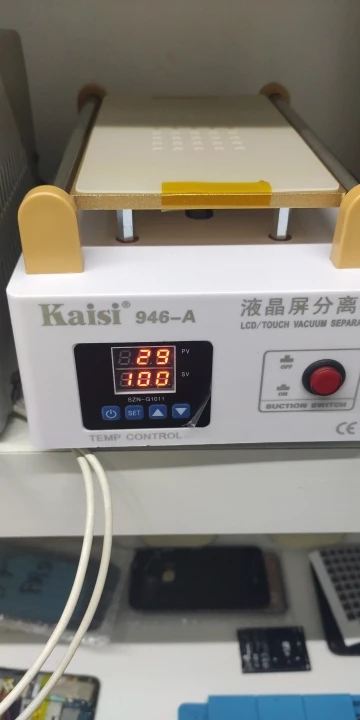 Kaisi® 946-A
液晶屏分离
LCD/TOUCH VACUUM SEPARA
29 PV
100 SV
SZN-G1011
SET
TEMP CONTROL
OFF
ON
SUCTION SWITCH
CE